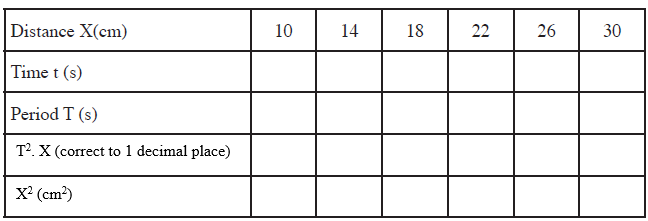 Distance X(cm) 10 14 18 22 26 30
Time t (s)
Period T (s)
T². X (correct to 1 decimal place)
X² (cm²)